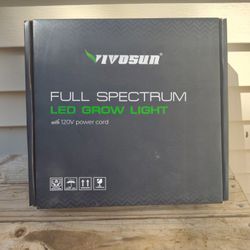 VIVOSUN
FULL SPECTRUM
LED GROW LIGHT
with 120V power cord